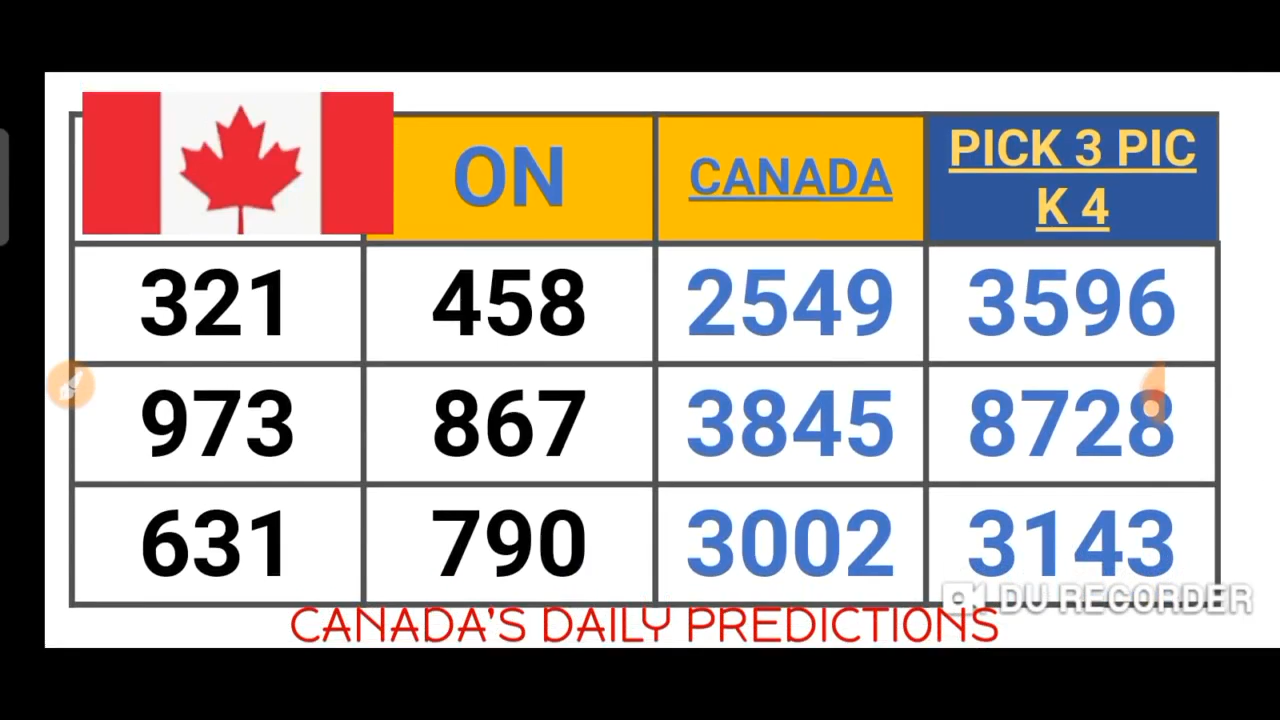 ON
CANADA
PICK 3 PIC
K 4
321 458 2549 3596
973 867 3845 8728
631 790 3002 3143
DU RECORDER
CANADA'S DAILY PREDICTIONS